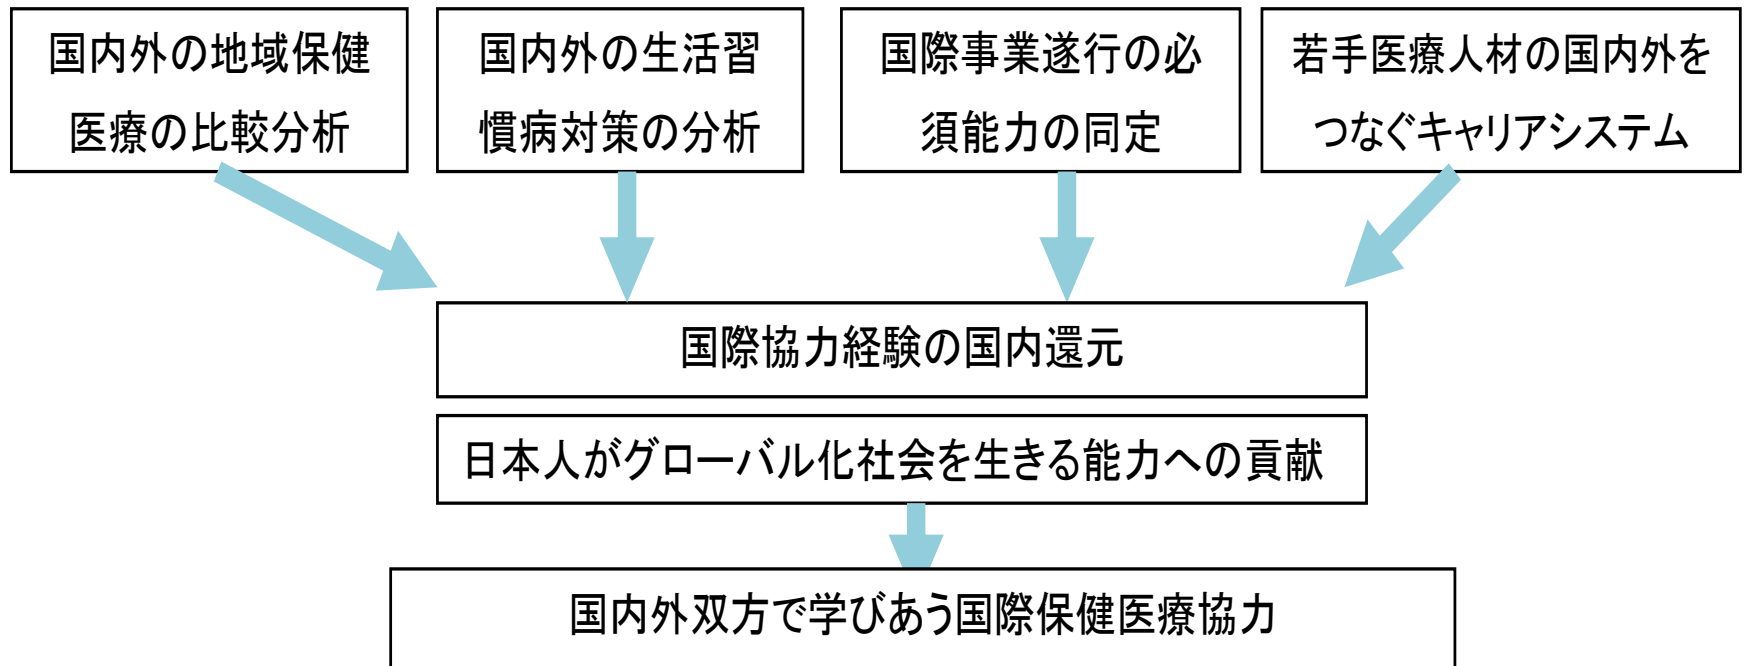 国内外の地域保健
医療の比較分析
国内外の生活習
慣病対策の分析
国際事業遂行の必
須能力の同定
若手医療人材の国内外を
つなぐキャリアシステム
国際協力経験の国内還元
日本人がグローバル化社会を生きる能力への貢献
国内外双方で学びあう国際保健医療協力